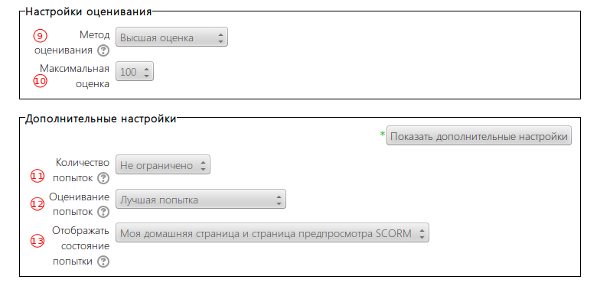 Настройки оценивания
9 Метод Высшая оценка
оценивания ?
Максимальная 100
10 оценка
Дополнительные настройки
* Показать дополнительные настройки
Количество Не ограничено
11 попыток ?
Оценивание Лучшая попытка
12 попыток ?
Отображать Моя домашняя страница и страница предпросмотра SCORM
13 состояние
попытки ?